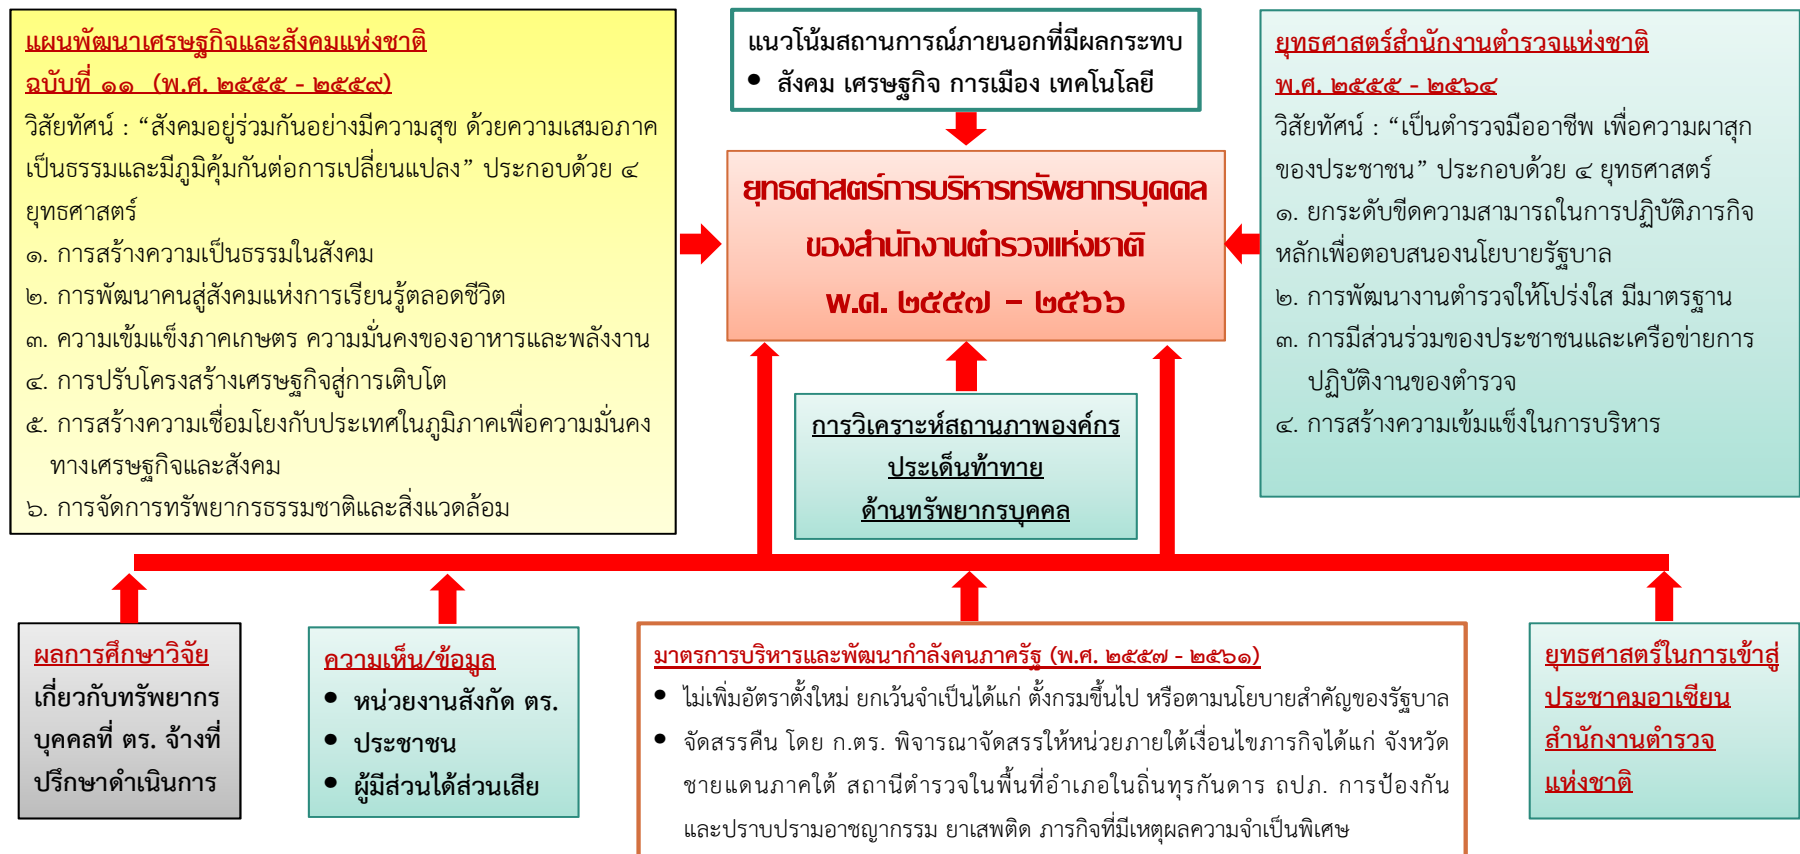 แผนพัฒนาเศรษฐกิจและสังคมแห่งชาติ
ฉบับที่ ๑๑ (พ.ศ. ๒๕๕๕ - ๒๕๕๙)
วิสัยทัศน์ : “สังคมอยู่ร่วมกันอย่างมีความสุข ด้วยความเสมอภาค
เป็นธรรมและมีภูมิคุ้มกันต่อการเปลี่ยนแปลง” ประกอบด้วย ๔
ยุทธศาสตร์
๑. การสร้างความเป็นธรรมในสังคม
๒. การพัฒนาคนสู่สังคมแห่งการเรียนรู้ตลอดชีวิต
๓. ความเข้มแข็งภาคเกษตร ความมั่นคงของอาหารและพลังงาน
๔. การปรับโครงสร้างเศรษฐกิจสู่การเติบโต
๕. การสร้างความเชื่อมโยงกับประเทศในภูมิภาคเพื่อความมั่นคง
ทางเศรษฐกิจและสังคม
๖. การจัดการทรัพยากรธรรมชาติและสิ่งแวดล้อม
แนวโน้มสถานการณ์ภายนอกที่มีผลกระทบ
• สังคม เศรษฐกิจ การเมือง เทคโนโลยี
ยุทธศาสตร์การบริหารทรัพยากรบุคคล
ของสำนักงานตำรวจแห่งชาติ
พ.ศ. ๒๕๕๗ – ๒๕๖๖
การวิเคราะห์สถานภาพองค์กร
ประเด็นท้าทาย
ด้านทรัพยากรบุคคล
ยุทธศาสตร์สำนักงานตำรวจแห่งชาติ
พ.ศ. ๒๕๕๕ - ๒๕๖๔
วิสัยทัศน์ : “เป็นตำรวจมืออาชีพ เพื่อความผาสุก
ของประชาชน” ประกอบด้วย ๔ ยุทธศาสตร์
๑. ยกระดับขีดความสามารถในการปฏิบัติภารกิจ
หลักเพื่อตอบสนองนโยบายรัฐบาล
๒. การพัฒนางานตำรวจให้โปร่งใส มีมาตรฐาน
๓. การมีส่วนร่วมของประชาชนและเครือข่ายการ
ปฏิบัติงานของตำรวจ
๔. การสร้างความเข้มแข็งในการบริหาร
ผลการศึกษาวิจัย
เกี่ยวกับทรัพยากร
บุคคลที่ ตร. จ้างที่
ปรึกษาดำเนินการ
ความเห็น/ข้อมูล
• หน่วยงานสังกัด ตร.
• ประชาชน
• ผู้มีส่วนได้ส่วนเสีย
มาตรการบริหารและพัฒนากำลังคนภาครัฐ (พ.ศ. ๒๕๕๗ - ๒๕๖๑)
• ไม่เพิ่มอัตราตั้งใหม่ ยกเว้นจำเป็นได้แก่ ตั้งกรมขึ้นไป หรือตามนโยบายสำคัญของรัฐบาล
• จัดสรรคืน โดย ก.ตร. พิจารณาจัดสรรให้หน่วยภายใต้เงื่อนไขภารกิจได้แก่ จังหวัด
ชายแดนภาคใต้ สถานีตำรวจในพื้นที่อำเภอในถิ่นทุรกันดาร ถปภ. การป้องกัน
และปราบปรามอาชญากรรม ยาเสพติด ภารกิจที่มีเหตุผลความจำเป็นพิเศษ
ยุทธศาสตร์ในการเข้าสู่
ประชาคมอาเซียน
สำนักงานตำรวจ
แห่งชาติ